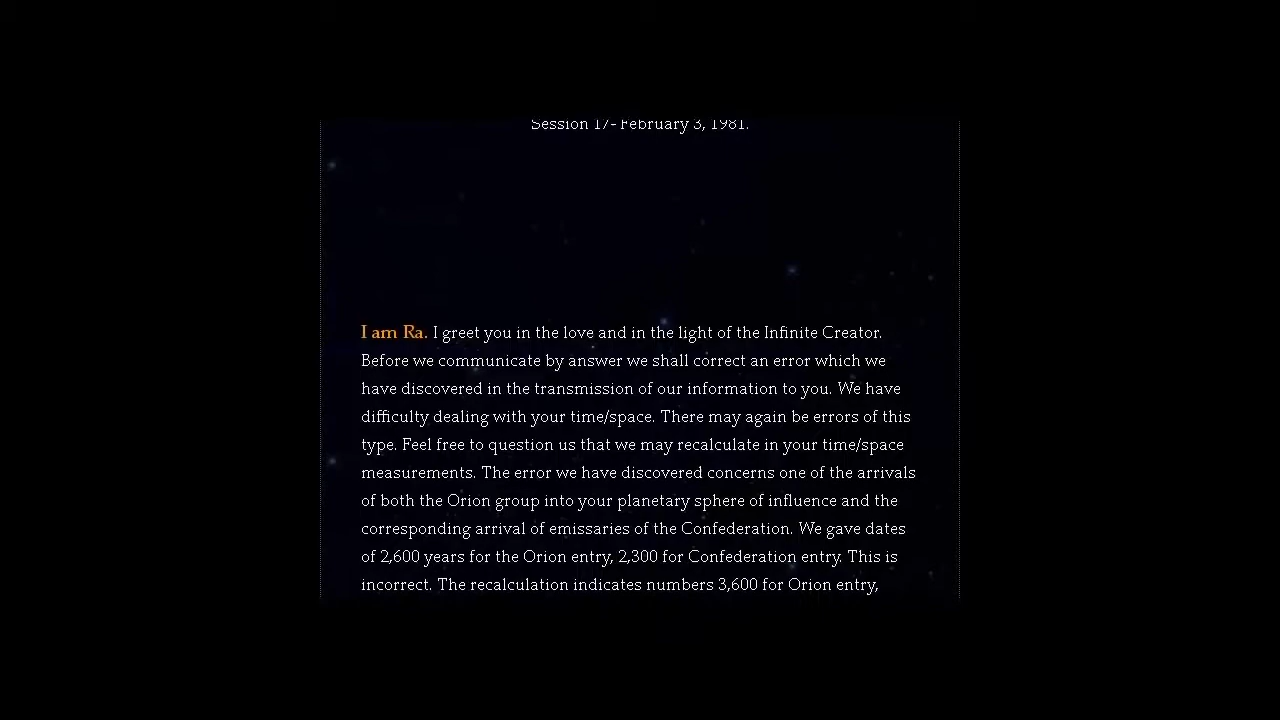 Session 17- February 3, 1981.
I am Ra. I greet you in the love and in the light of the Infinite Creator.
Before we communicate by answer we shall correct an error which we
have discovered in the transmission of our information to you. We have
difficulty dealing with your time/space. There may again be errors of this
type. Feel free to question us that we may recalculate in your time/space
measurements. The error we have discovered concerns one of the arrivals
of both the Orion group into your planetary sphere of influence and the
corresponding arrival of emissaries of the Confederation. We gave dates
of 2,600 years for the Orion entry, 2,300 for Confederation entry. This is
incorrect. The recalculation indicates numbers 3,600 for Orion entry,